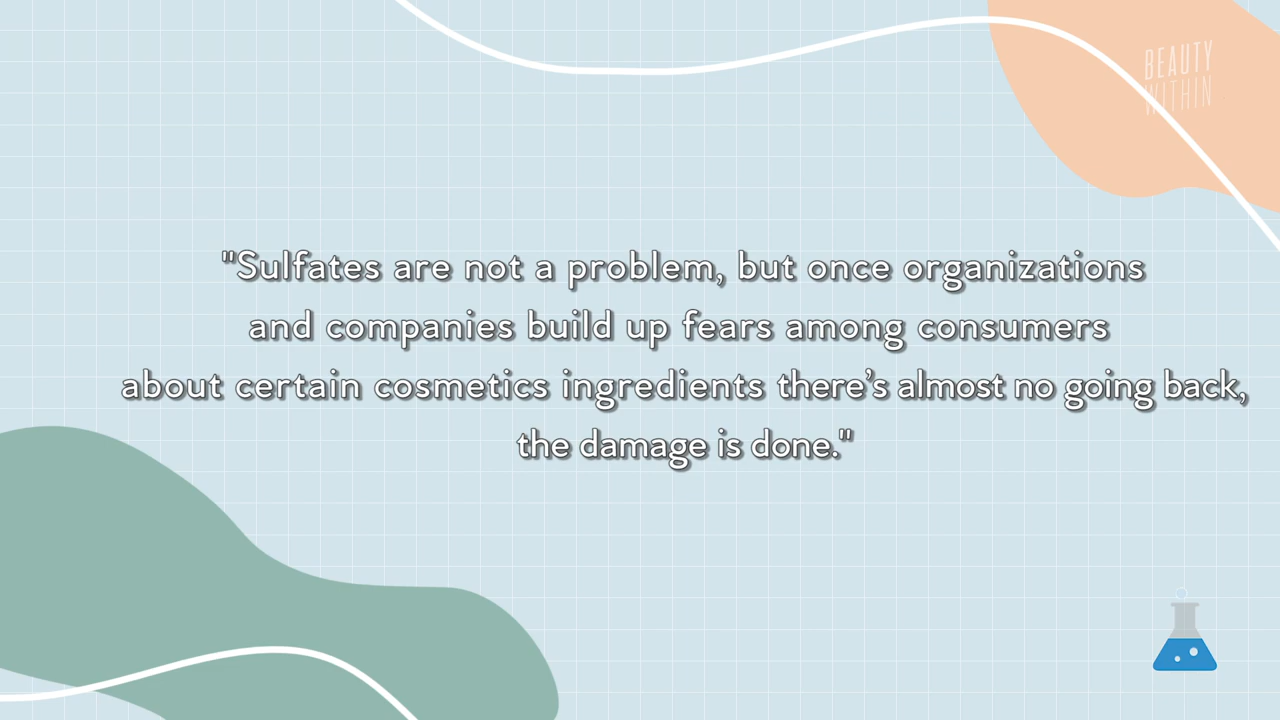 BEAUTY
WITHIN
"Sulfates are not a problem, but once organizations
and companies build up fears among consumers
about certain cosmetics ingredients there’s almost no going back,
the damage is done."